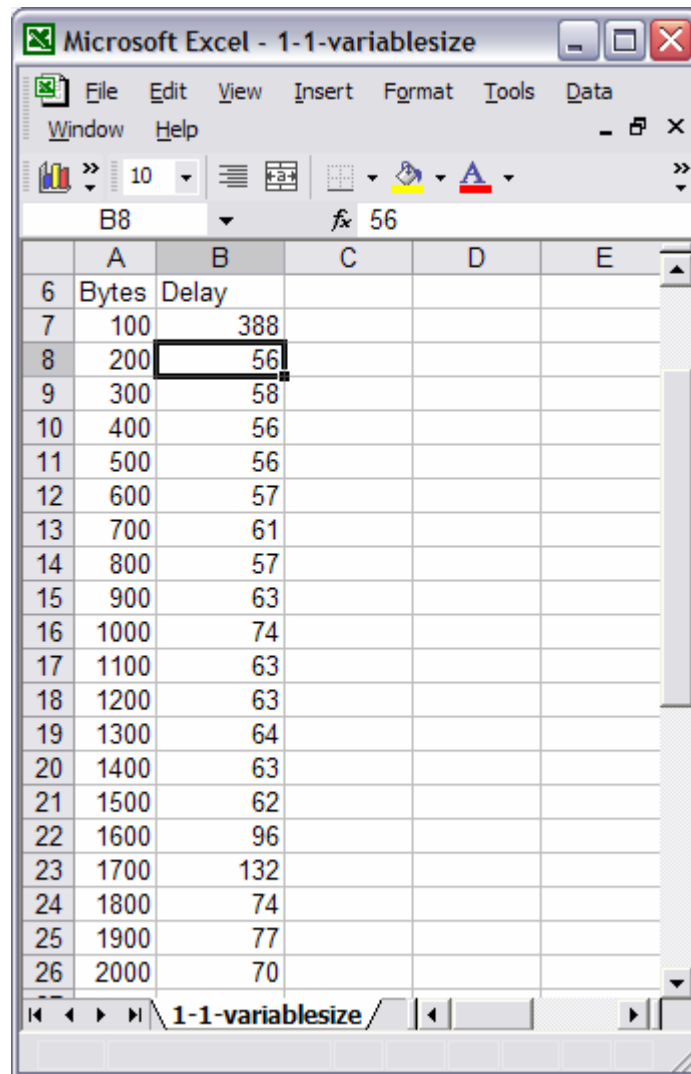 Microsoft Excel - 1-1-variablesize
File Edit View Insert Format Tools Data
Window Help
10
B8 fx 56
A B C D E
6 Bytes Delay
7 100 388
8 200 56
9 300 58
10 400 56
11 500 56
12 600 57
13 700 61
14 800 57
15 900 63
16 1000 74
17 1100 63
18 1200 63
19 1300 64
20 1400 63
21 1500 62
22 1600 96
23 1700 132
24 1800 74
25 1900 77
26 2000 70
1-1-variablesize